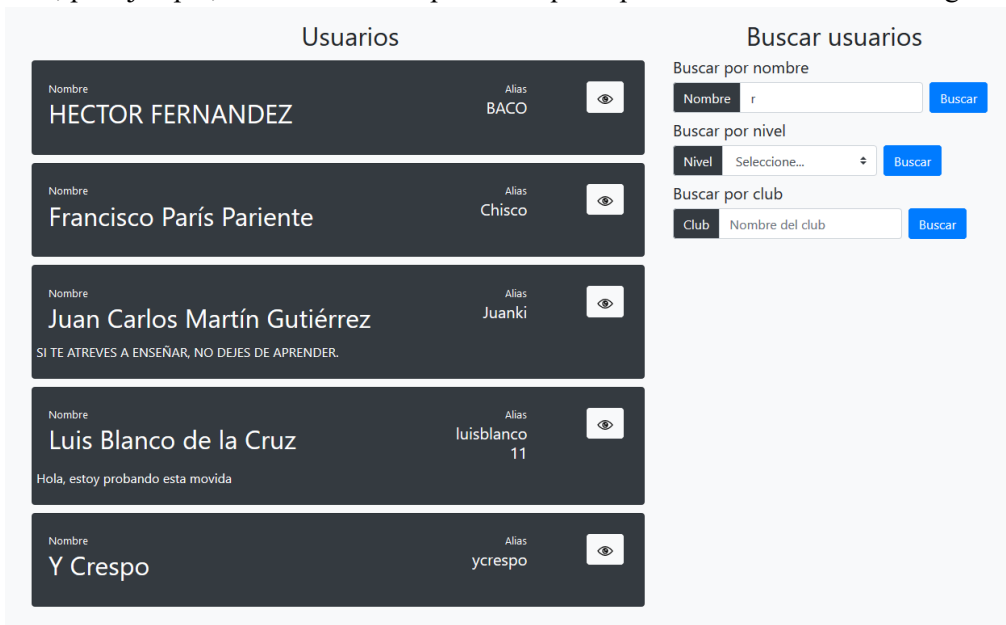 Usuarios
Nombre
HECTOR FERNANDEZ
Alias
BACO
Nombre
Francisco París Pariente
Alias
Chisco
Nombre
Juan Carlos Martín Gutiérrez
Alias
Juanki
SI TE ATREVES A ENSEÑAR, NO DEJES DE APRENDER.
Nombre
Luis Blanco de la Cruz
Alias
luisblanco
11
Hola, estoy probando esta movida
Nombre
Y Crespo
Alias
ycrespo
Buscar usuarios
Buscar por nombre
Nombre r Buscar
Buscar por nivel
Nivel Seleccione... Buscar
Buscar por club
Club Nombre del club Buscar